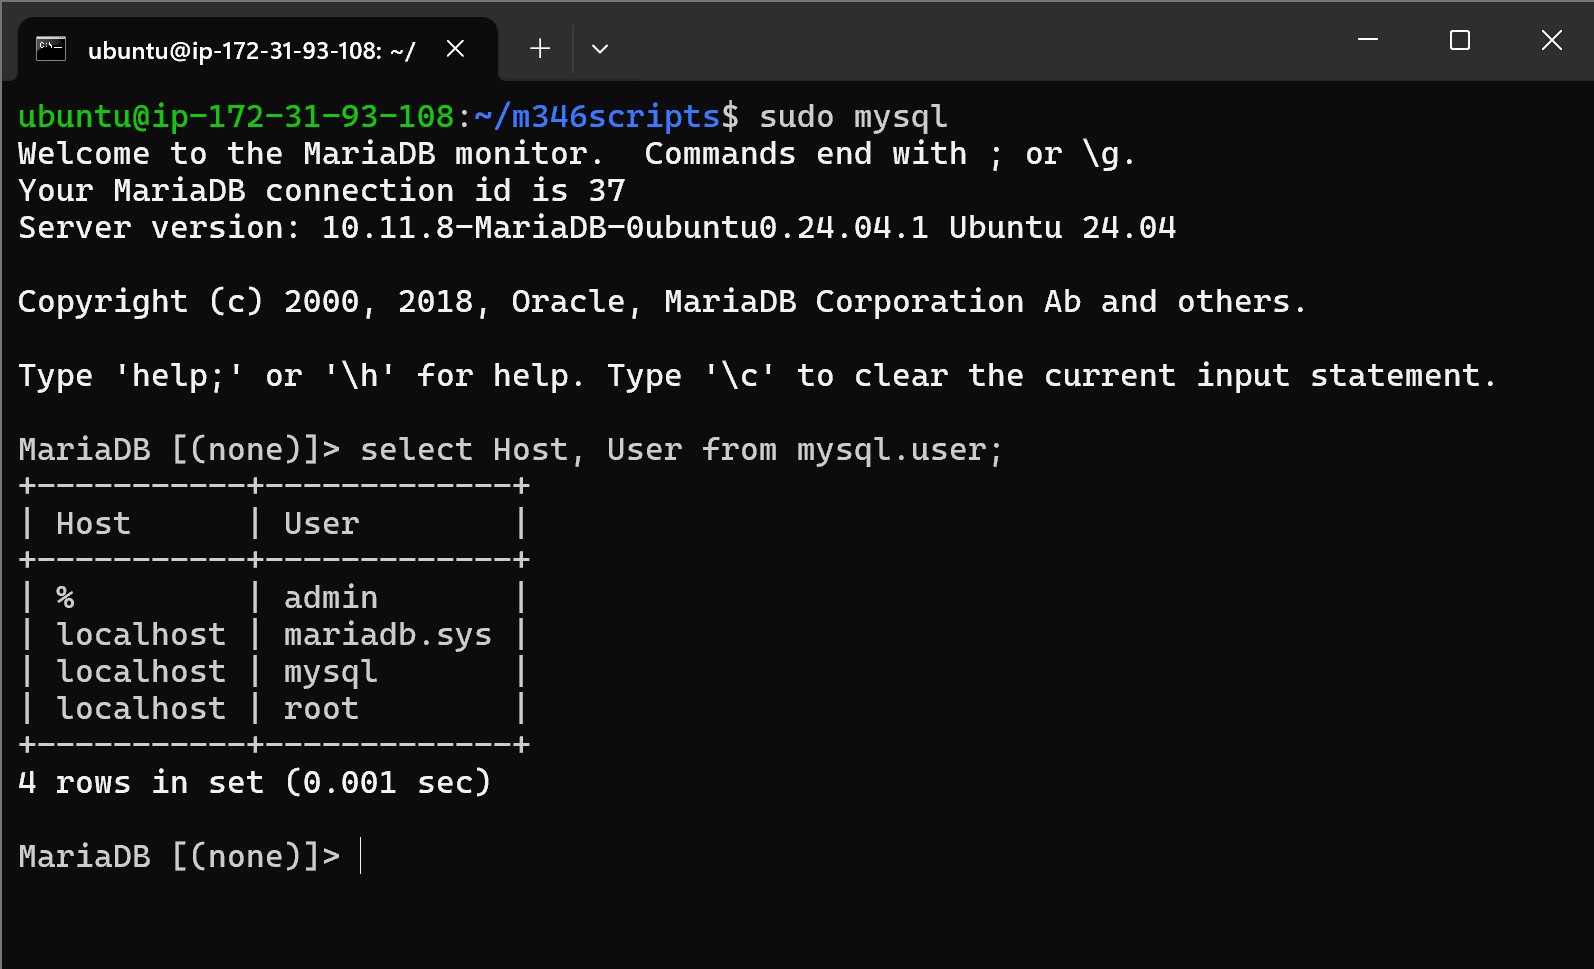 ubuntu@ip-172-31-93-108: ~/
ubuntu@ip-172-31-93-108:~/m346scripts$ sudo mysql
Welcome to the MariaDB monitor.  Commands end with ; or \g.
Your MariaDB connection id is 37
Server version: 10.11.8-MariaDB-0ubuntu0.24.04.1 Ubuntu 24.04
Copyright (c) 2000, 2018, Oracle, MariaDB Corporation Ab and others.
Type 'help;' or '\h' for help. Type '\c' to clear the current input statement.
MariaDB [(none)]> select Host, User from mysql.user;
+-----------+-------------+
| Host      | User        |
+-----------+-------------+
| %         | admin       |
| localhost | mariadb.sys |
| localhost | mysql       |
| localhost | root        |
+-----------+-------------+
4 rows in set (0.001 sec)
MariaDB [(none)]>